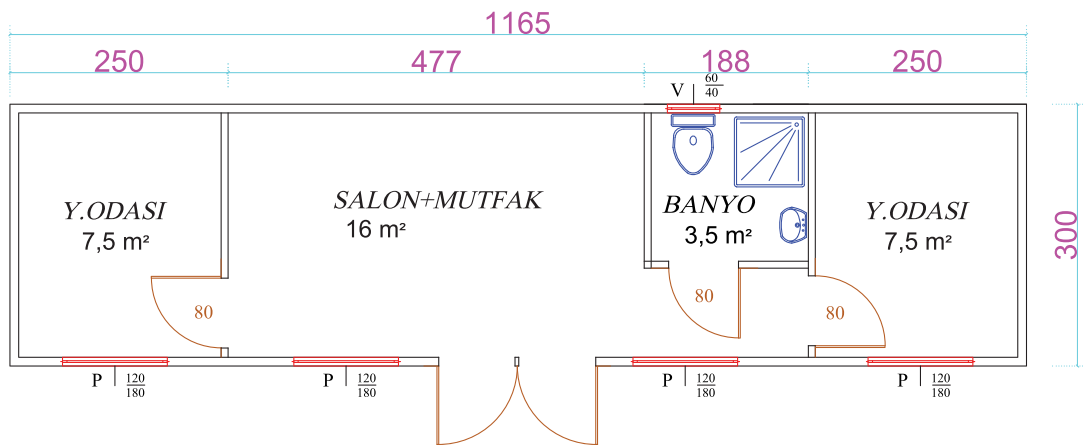 1165
250 477 188 250
V 60/40
Y.ODASI
7,5 m²
SALON+MUTFAK
16 m²
BANYO
3,5 m²
Y.ODASI
7,5 m²
300
80
80
80
P 120/180
P 120/180
P 120/180
P 120/180